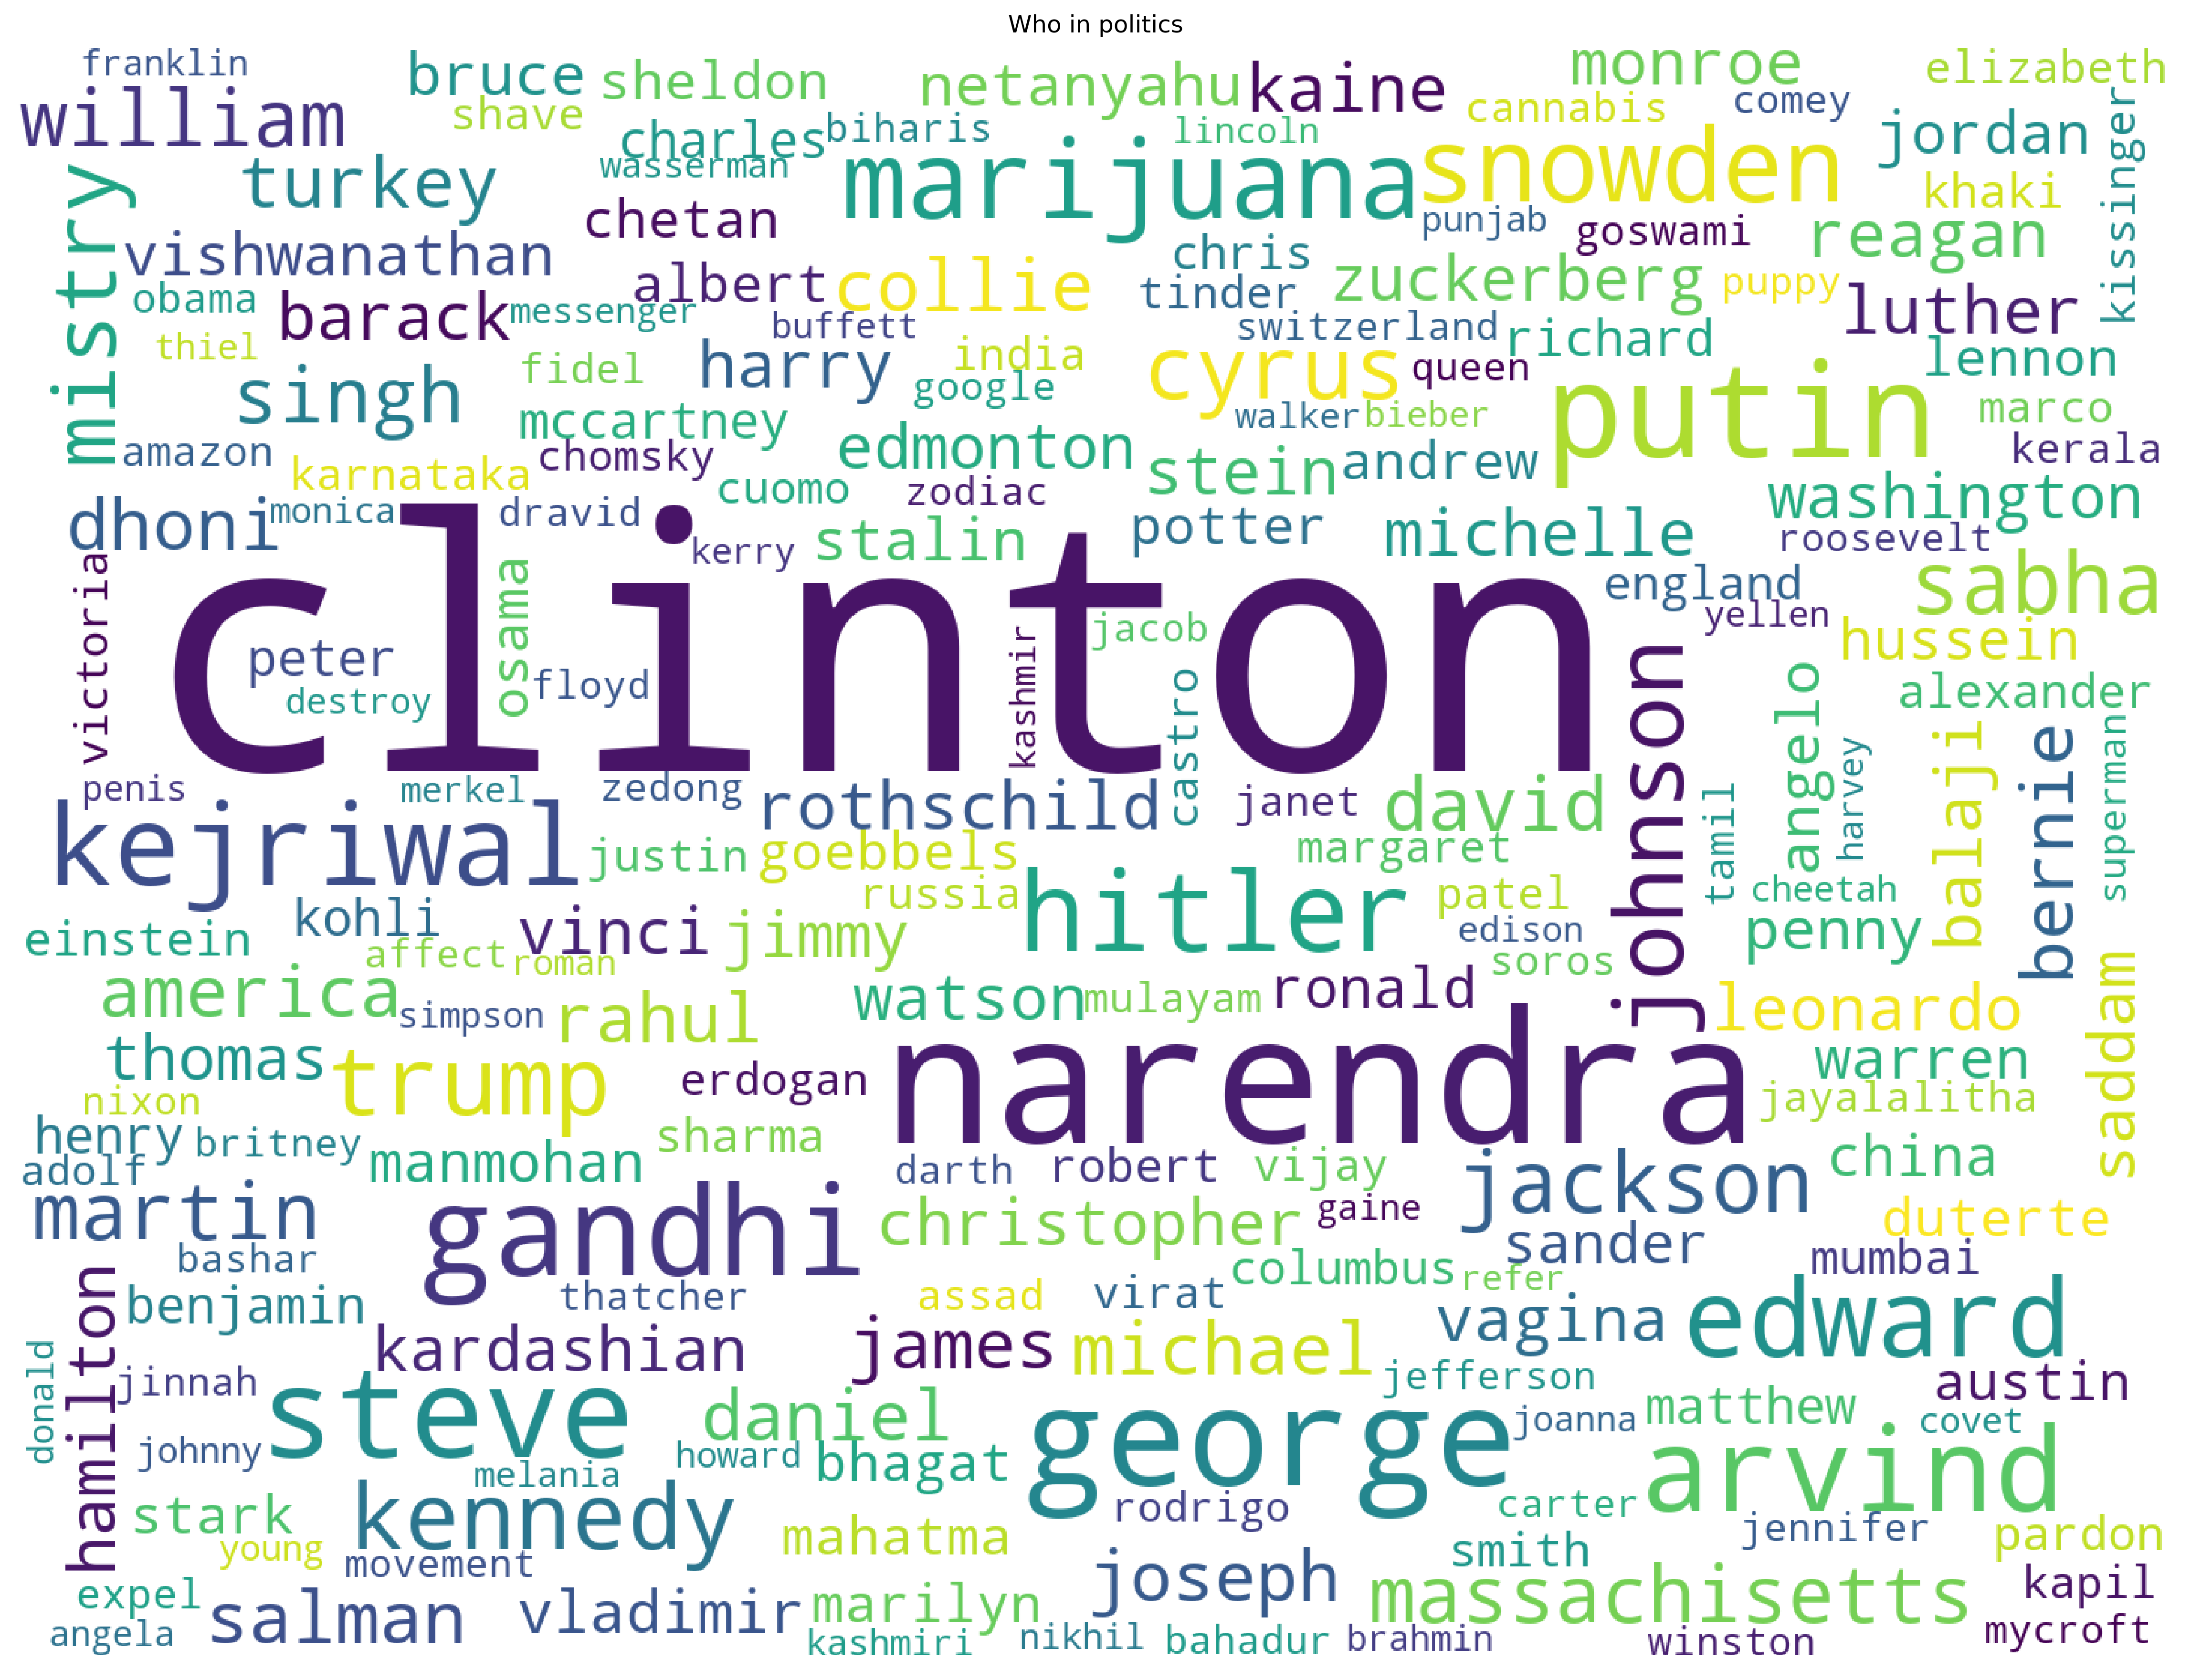 Who in politics
franklin
bruce
sheldon
netanyahu
kaine
monroe
elizabeth
william
shave
cannabis
comey
charles
biharis
lincoln
jordan
kissinger
mistry
turkey
wasserman
marijuana
snowden
khaki
chetan
punjab
goswami
reagan
vishwanathan
chris
albert
collie
tinder
zuckerberg
puppy
luther
obama
barack
messenger
buffett
switzerland
richard
thiel
fidel
harry
india
cyrus
queen
lennon
singh
google
putin
mccartney
walker
bieber
marco
amazon
chomsky
edmonton
andrew
kerala
karnataka
cuomo
zodiac
stein
washington
dhoni
monica
dravid
stalin
potter
michelle
roosevelt
kerry
clinton
victoria
osama
england
sabha
yellen
jacob
hussein
peter
kashmir
destroy
floyd
castro
johnson
angelo
alexander
penis
merkel
zedong
rothschild
janet
david
tamil
harvey
balaji
bernie
superman
kejriwal
justin
goebbels
margaret
russia
hitler
patel
cheetah
einstein
kohli
vinci
jimmy
edison
penny
affect
roman
soros
america
simpson
rahul
watson
mulayam
ronald
leonardo
saddam
thomas
trump
erdogan
narendra
warren
nixon
jayalalitha
henry
britney
sharma
adolf
manmohan
darth
robert
vijay
jackson
china
martin
gandhi
christopher
gaine
duterte
bashar
sander
mumbai
columbus
refer
hamilton
benjamin
thatcher
assad
virat
vagina
edward
kardashian
james
michael
donald
jinnah
jefferson
austin
steve
daniel
george
joanna
matthew
covet
johnny
howard
bhagat
arvind
melania
stark
kennedy
rodrigo
carter
young
mahatma
jennifer
pardon
movement
smith
expel
joseph
massachisetts
kapil
angela
salman
vladimir
marilyn
kashmiri
nikhil
bahadur
brahmin
winston
mycroft